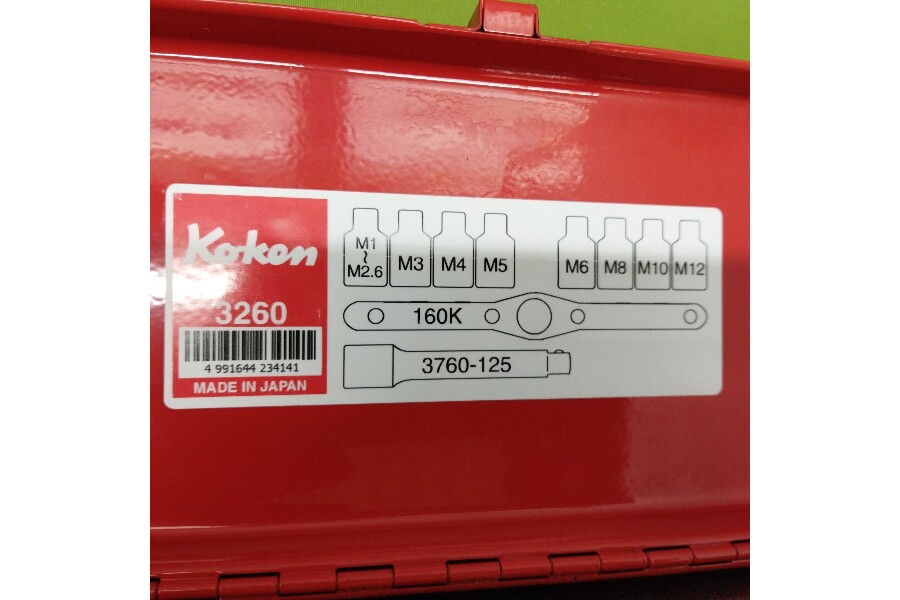 Koken
3260
4 991644 234141
MADE IN JAPAN
M1
~
M2.6
M3
M4
M5
M6
M8
M10
M12
160K
3760-125